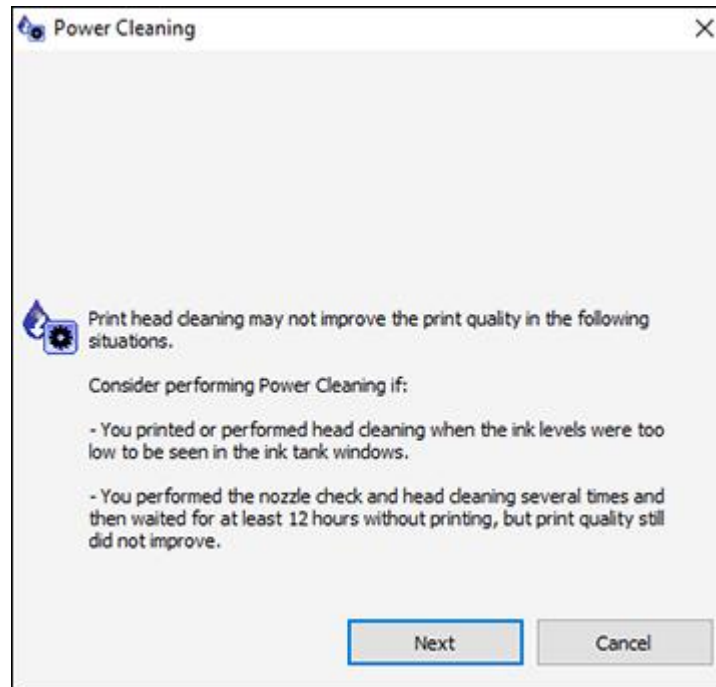 Power Cleaning
Print head cleaning may not improve the print quality in the following
situations.
Consider performing Power Cleaning if:
- You printed or performed head cleaning when the ink levels were too
low to be seen in the ink tank windows.
- You performed the nozzle check and head cleaning several times and
then waited for at least 12 hours without printing, but print quality still
did not improve.
Next
Cancel